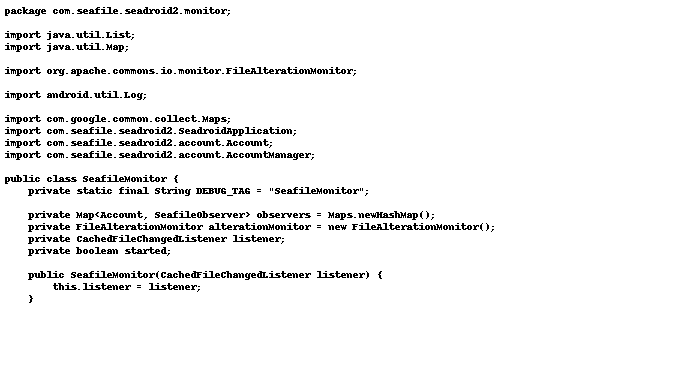 package com.seafile.seadroid2.monitor;

import java.util.List;
import java.util.Map;

import org.apache.commons.io.monitor.FileAlterationMonitor;

import android.util.Log;

import com.google.common.collect.Maps;
import com.seafile.seadroid2.SeadroidApplication;
import com.seafile.seadroid2.account.Account;
import com.seafile.seadroid2.account.AccountManager;

public class SeafileMonitor {
    private static final String DEBUG_TAG = "SeafileMonitor";

    private Map<Account, SeafileObserver> observers = Maps.newHashMap();
    private FileAlterationMonitor alterationMonitor = new FileAlterationMonitor();
    private CachedFileChangedListener listener;
    private boolean started;

    public SeafileMonitor(CachedFileChangedListener listener) {
        this.listener = listener;
    }